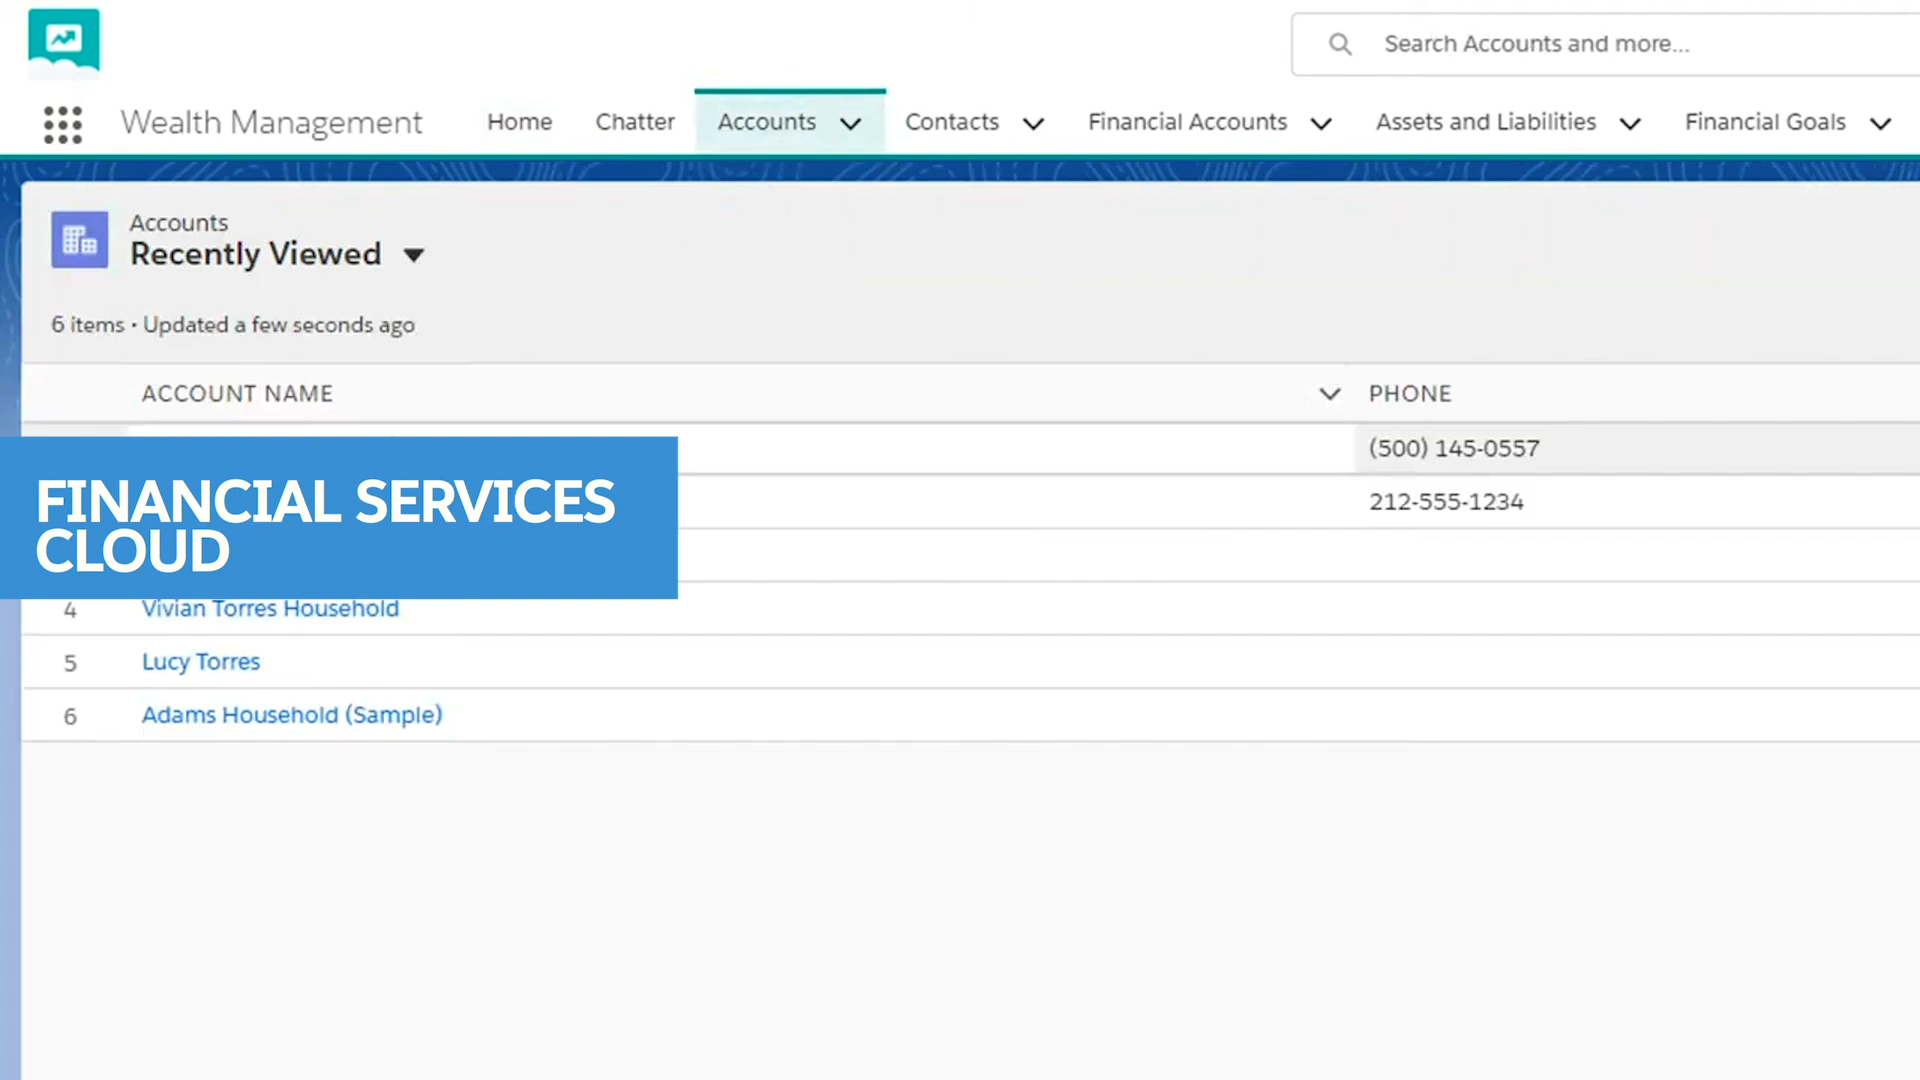 Search Accounts and more...
Wealth Management Home Chatter Accounts Contacts Financial Accounts Assets and Liabilities Financial Goals
Accounts
Recently Viewed
6 items • Updated a few seconds ago
ACCOUNT NAME PHONE
(500) 145-0557
212-555-1234
FINANCIAL SERVICES
CLOUD
4 Vivian Torres Household
5 Lucy Torres
6 Adams Household (Sample)